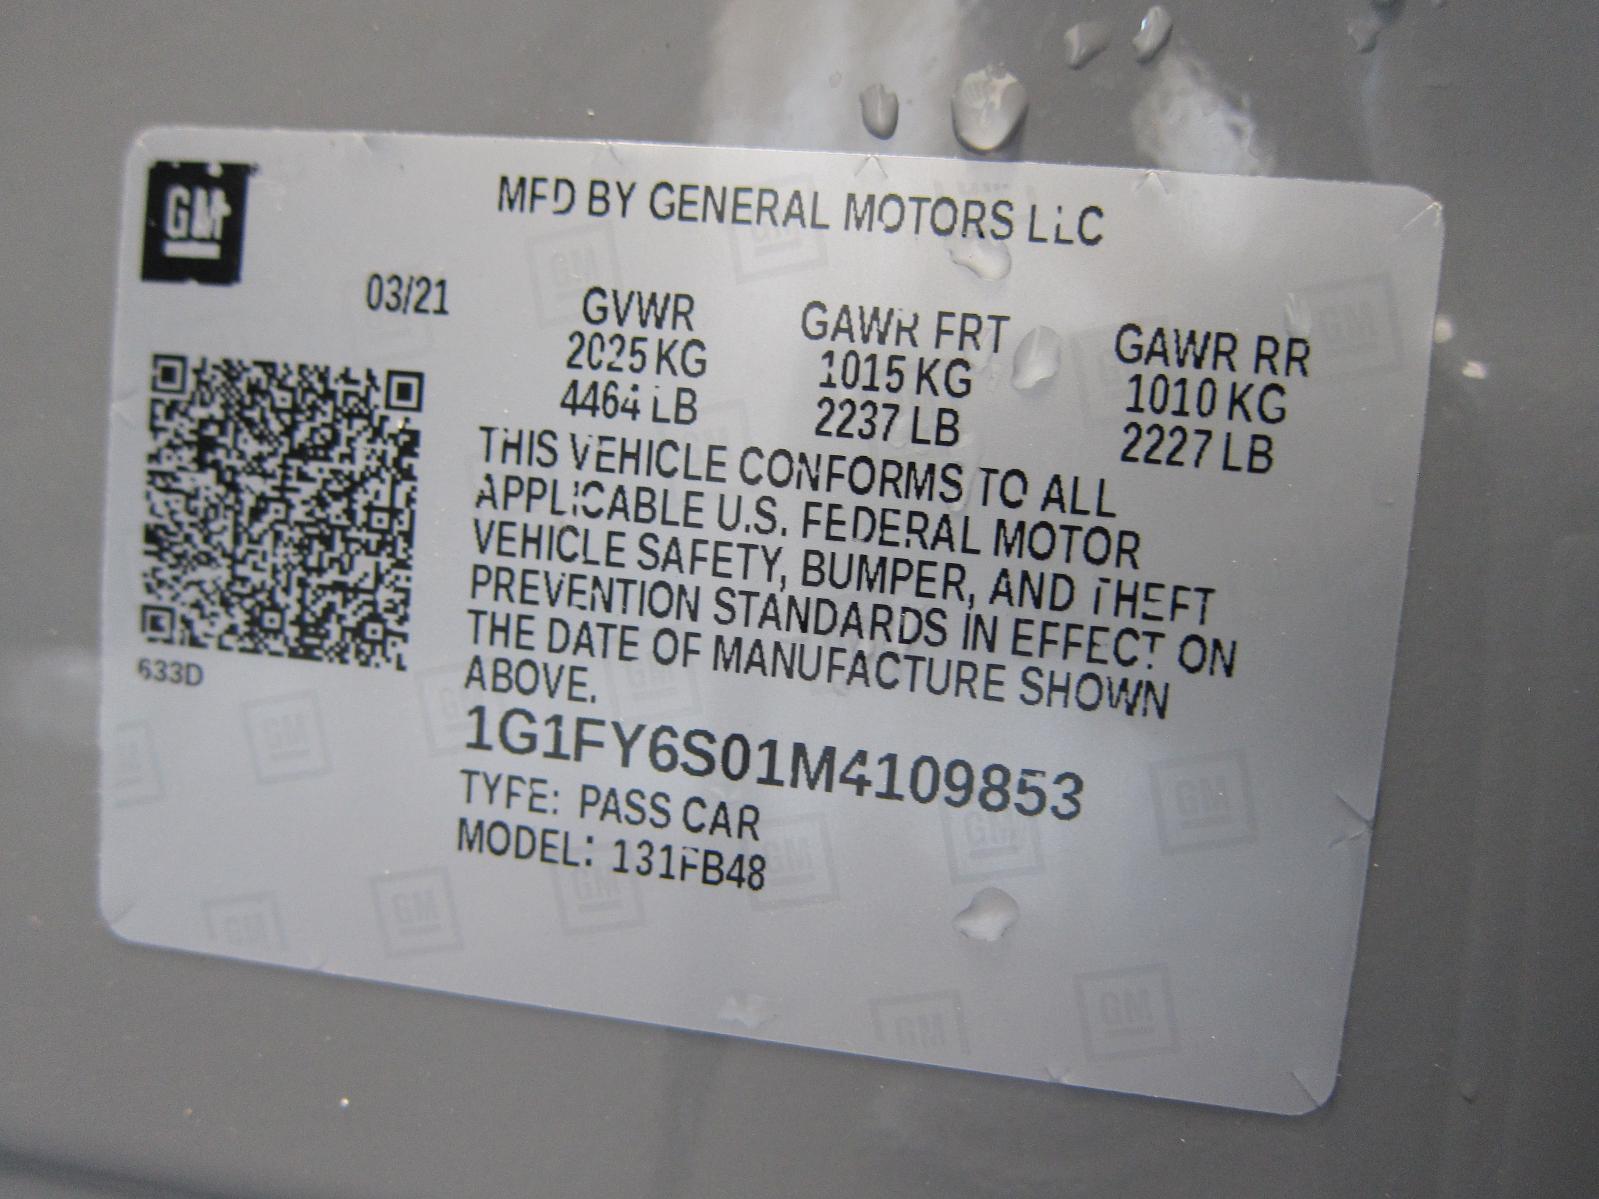 GM
MFD BY GENERAL MOTORS LLC
03/21
GVWR GAWR FRT GAWR RR
2025 KG 1015 KG 1010 KG
4464 LB 2237 LB 2227 LB
THIS VEHICLE CONFORMS TO ALL
APPLICABLE U.S. FEDERAL MOTOR
VEHICLE SAFETY, BUMPER, AND THEFT
PREVENTION STANDARDS IN EFFECT ON
THE DATE OF MANUFACTURE SHOWN
ABOVE.
633D
1G1FY6S01M4109853
TYPE: PASS CAR
MODEL: 131FB48